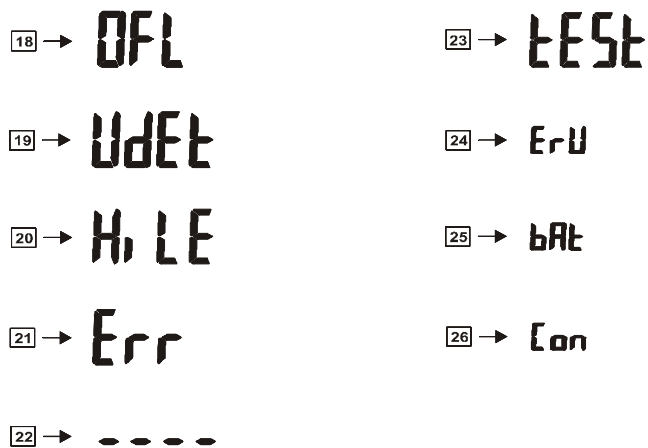 18 → OFL
19 → UdEt
20 → Hi LE
21 → Err
22 → ----
23 → tESt
24 → ErU
25 → bAt
26 → Con